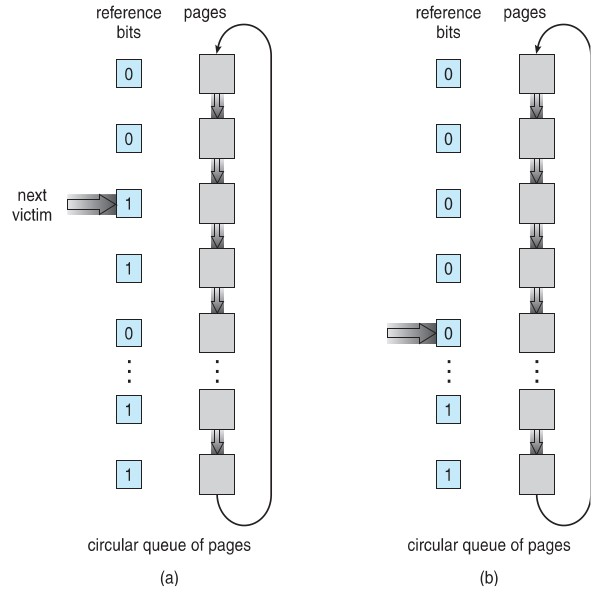 reference pages
bits
0
0
next
victim
1
1
0
1
1
circular queue of pages
(a)
reference pages
bits
0
0
0
0
0
1
1
circular queue of pages
(b)